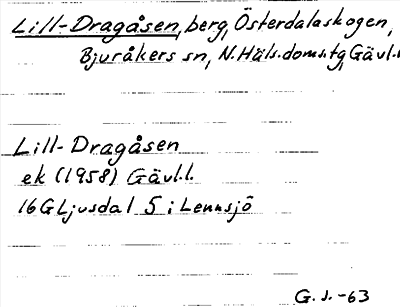 Lill-Dragåsen, berg, Österdalaskogen,
Bjuråkers sn, N. Häls. doms. tg, Gävl.l.
Lill-Dragåsen
ek (1958) Gävl.l.
16G Ljusdal 5 i Lennsjö
G. J. -63